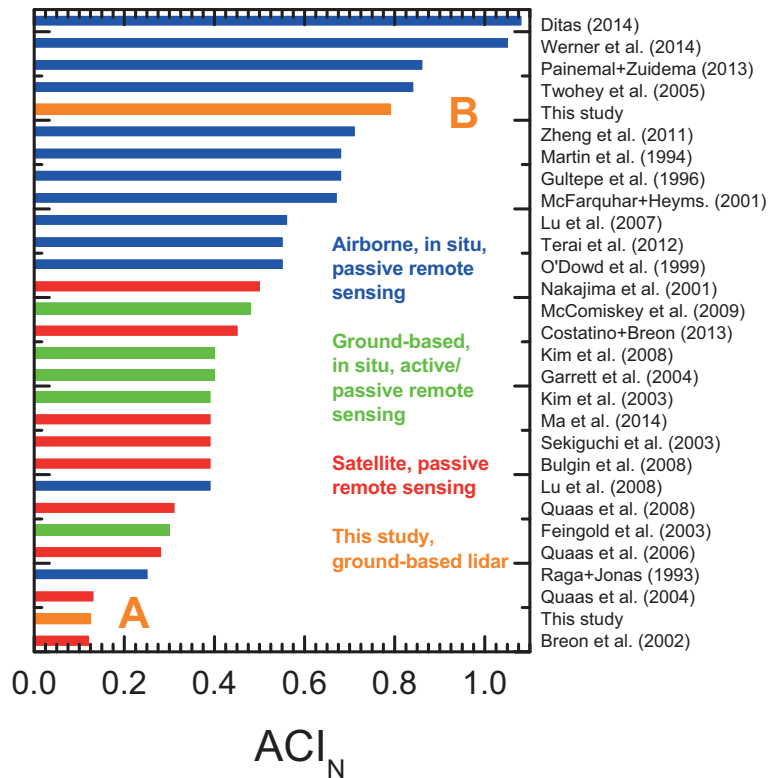 Ditas (2014)
Werner et al. (2014)
Painemal+Zuidema (2013)
Twohey et al. (2005)
This study
B
Zheng et al. (2011)
Martin et al. (1994)
Gultepe et al. (1996)
McFarquhar+Heyms. (2001)
Lu et al. (2007)
Terai et al. (2012)
O'Dowd et al. (1999)
Nakajima et al. (2001)
McComiskey et al. (2009)
Costatino+Breon (2013)
Kim et al. (2008)
Garrett et al. (2004)
Kim et al. (2003)
Ma et al. (2014)
Sekiguchi et al. (2003)
Bulgin et al. (2008)
Lu et al. (2008)
Quaas et al. (2008)
Feingold et al. (2003)
Quaas et al. (2006)
Raga+Jonas (1993)
Quaas et al. (2004)
This study
Breon et al. (2002)
Airborne, in situ,
passive remote
sensing
Ground-based,
in situ, active/
passive remote
sensing
Satellite, passive
remote sensing
This study,
ground-based lidar
A
0.0 0.2 0.4 0.6 0.8 1.0
ACI_N